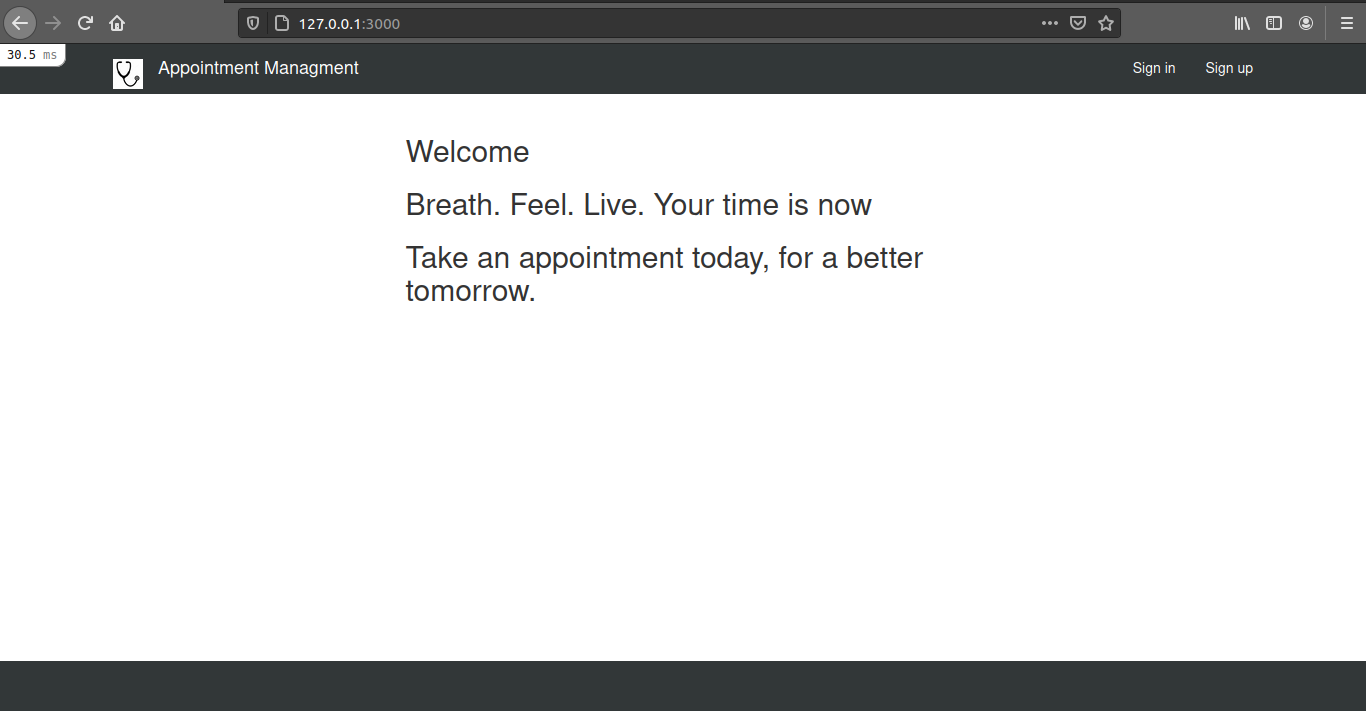 127.0.0.1:3000
30.5 ms
Appointment Managment
Sign in
Sign up
Welcome
Breath. Feel. Live. Your time is now
Take an appointment today, for a better
tomorrow.